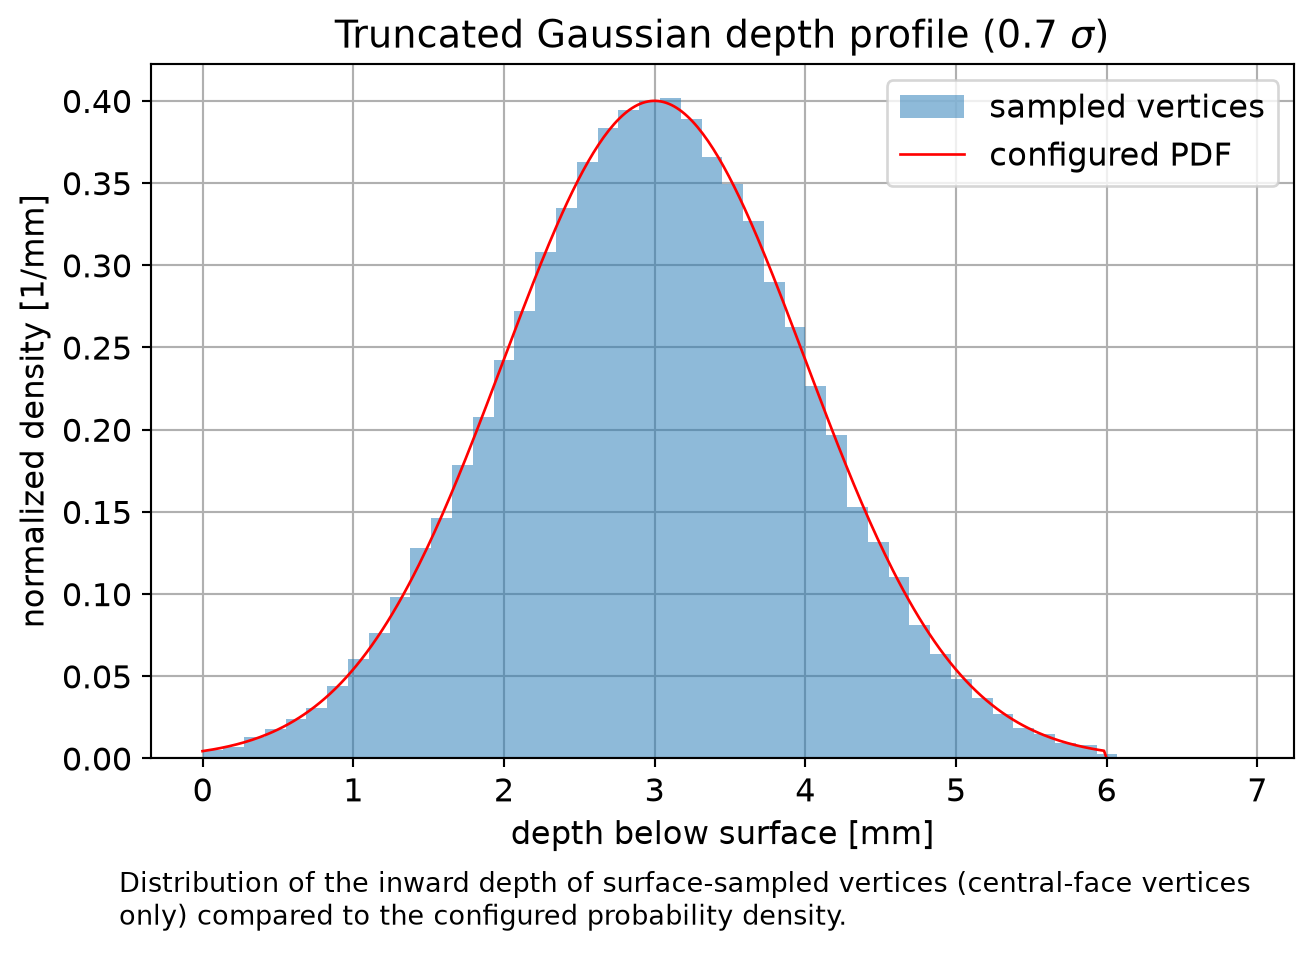 Truncated Gaussian depth profile (0.7 σ)
sampled vertices
configured PDF
normalized density [1/mm]
0.40
0.35
0.30
0.25
0.20
0.15
0.10
0.05
0.00
0 1 2 3 4 5 6 7
depth below surface [mm]
Distribution of the inward depth of surface-sampled vertices (central-face vertices
only) compared to the configured probability density.